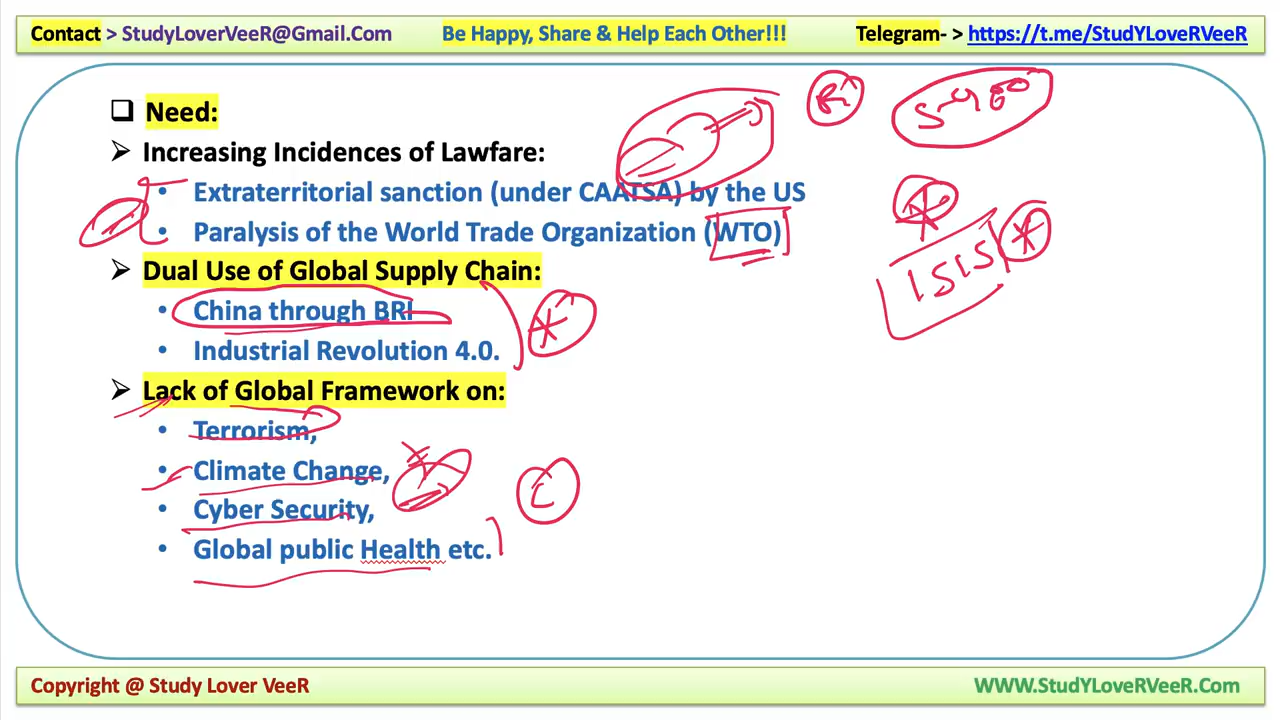 Contact > StudyLoverVeeR@Gmail.Com Be Happy, Share & Help Each Other!!! Telegram- > https://t.me/StudYLoveRVeeR
❑ Need:
➢ Increasing Incidences of Lawfare:
• Extraterritorial sanction (under CAATSA) by the US
• Paralysis of the World Trade Organization (WTO)
➢ Dual Use of Global Supply Chain:
• China through BRI
• Industrial Revolution 4.0.
➢ Lack of Global Framework on:
• Terrorism,
• Climate Change,
• Cyber Security,
• Global public Health etc.
R
S-400
ISIS
C
Copyright @ Study Lover VeeR WWW.StudYLoveRVeeR.Com